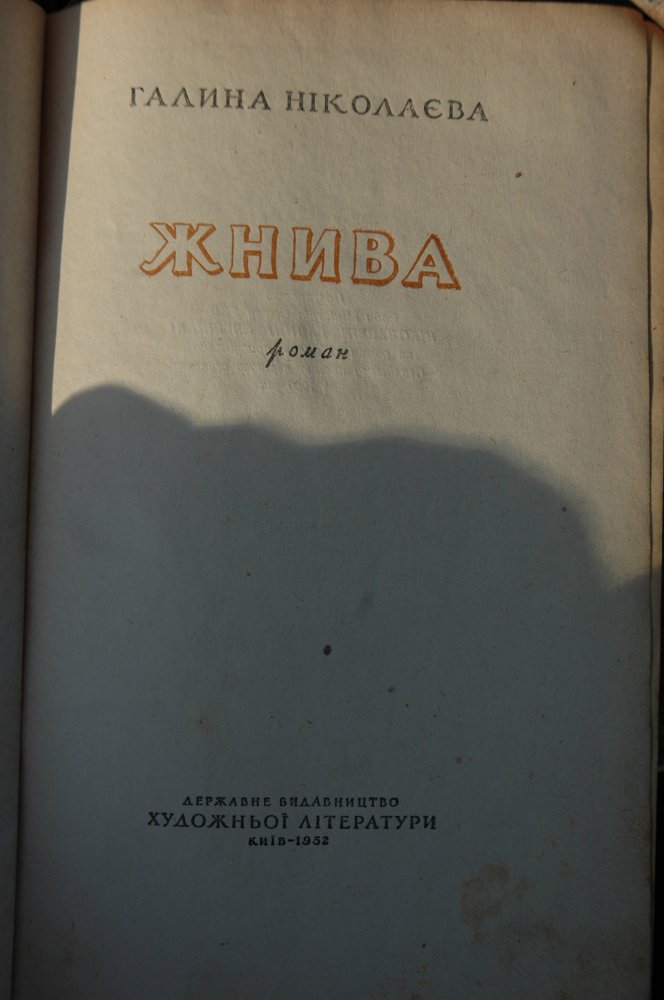 ГАЛИНА НІКОЛАЄВА
ЖНИВА
роман
ДЕРЖАВНЕ ВИДАВНИЦТВО
ХУДОЖНЬОЇ ЛІТЕРАТУРИ
КИЇВ–1952